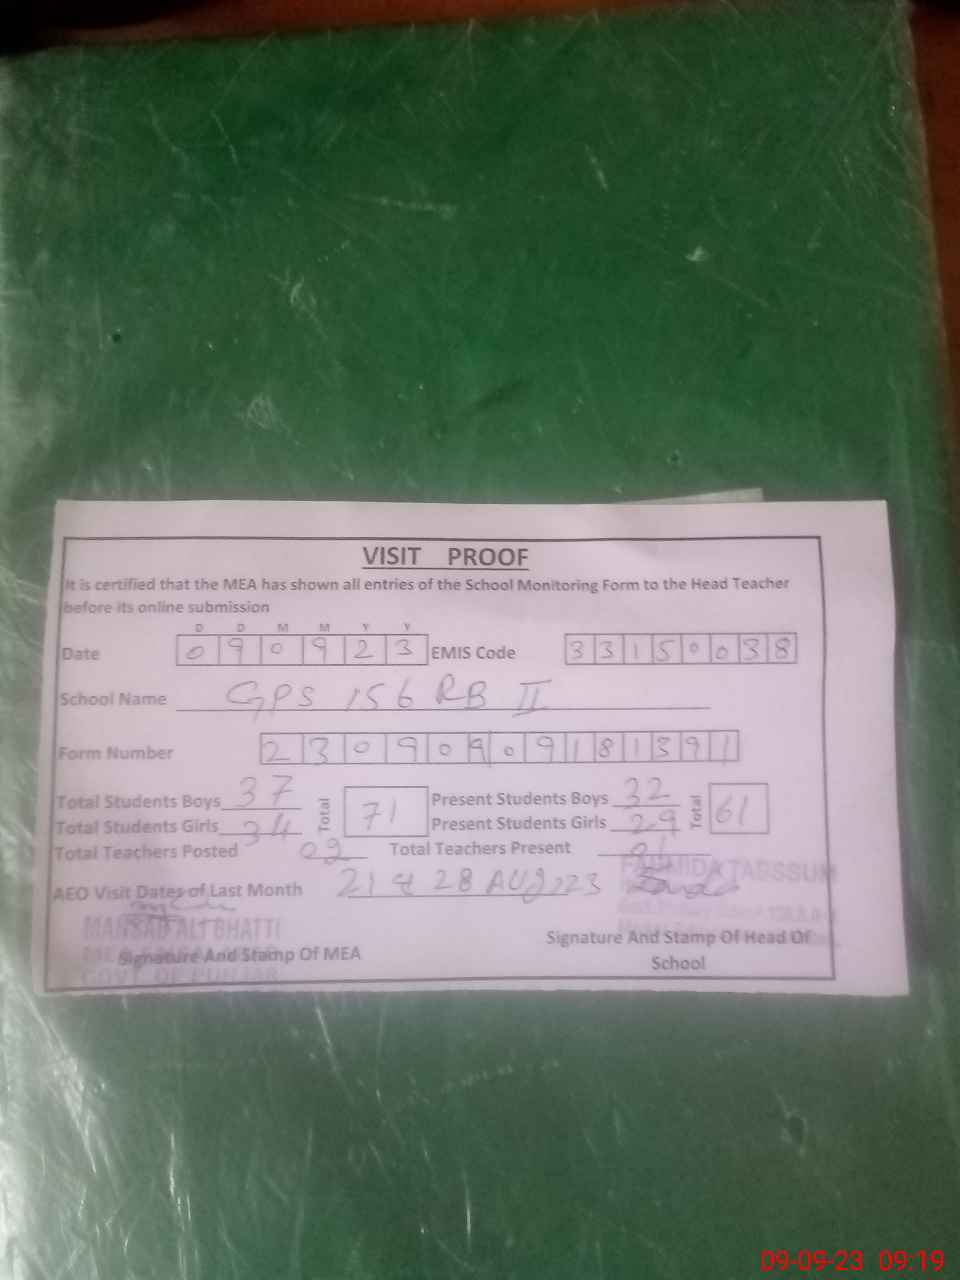 VISIT PROOF
It is certified that the MEA has shown all entries of the School Monitoring Form to the Head Teacher
before its online submission
D D M M Y Y
Date 0 9 0 9 2 3 EMIS Code 3 3 1 5 0 0 3 8
School Name GPS 156 RB II
Form Number 2 3 0 9 0 9 0 9 1 8 1 3 9 1
Total Students Boys 37 Total 71 Present Students Boys 32 Total 61
Total Students Girls 34 Present Students Girls 29
Total Teachers Posted 02 Total Teachers Present 01
AEO Visit Dates of Last Month 21 & 28 AUG, 23
FAHMIDA TABSSUM
ALI BHATTI
Signature And Stamp Of MEA
GOVT OF PUNJAB
Signature And Stamp Of Head Of
School
09-09-23 09:19